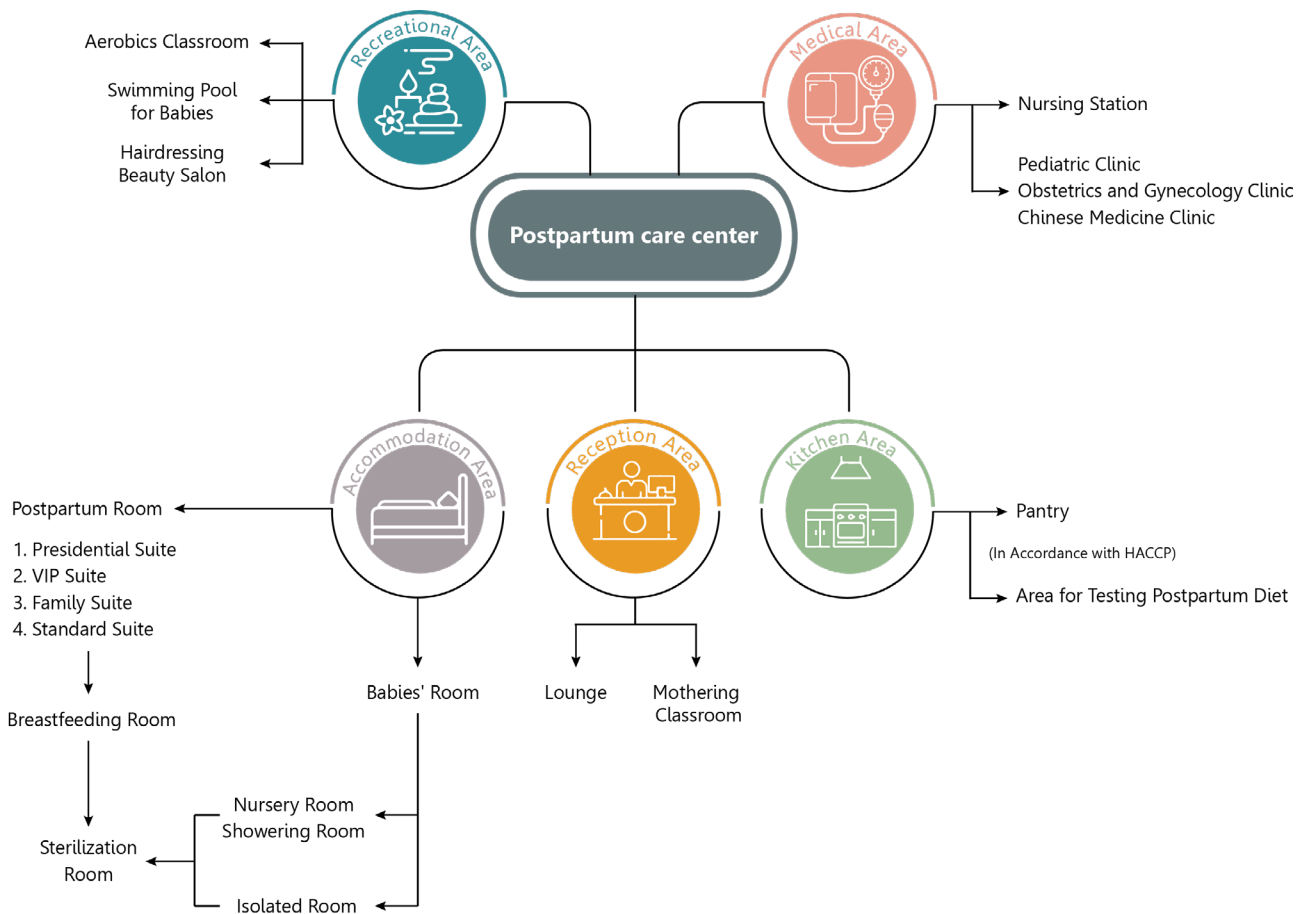 Recreational Area
Aerobics Classroom
Swimming Pool
for Babies
Hairdressing
Beauty Salon
Medical Area
Nursing Station
Pediatric Clinic
Obstetrics and Gynecology Clinic
Chinese Medicine Clinic
Postpartum care center
Accommodation Area
Reception Area
Kitchen Area
Postpartum Room
1. Presidential Suite
2. VIP Suite
3. Family Suite
4. Standard Suite
Breastfeeding Room
Sterilization
Room
Babies' Room
Nursery Room
Showering Room
Isolated Room
Lounge
Mothering
Classroom
Pantry
(In Accordance with HACCP)
Area for Testing Postpartum Diet